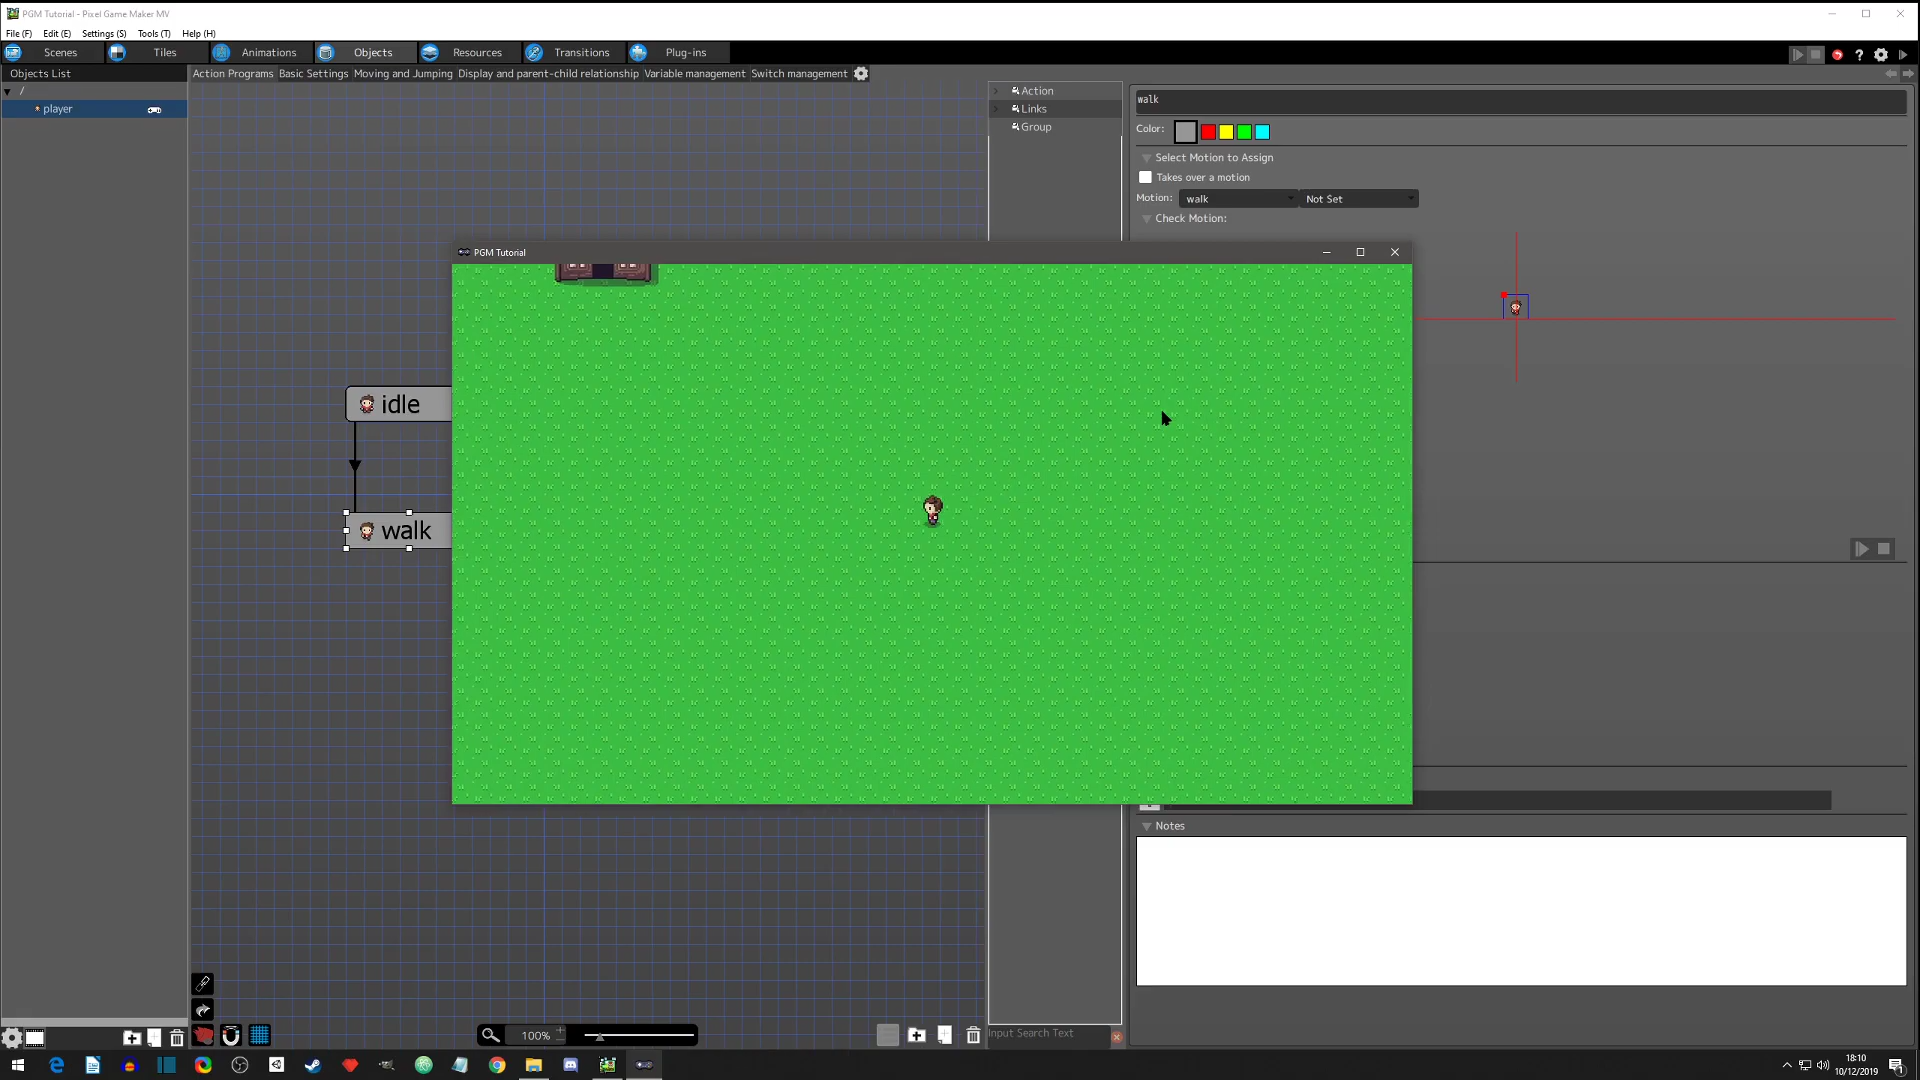 PGM Tutorial - Pixel Game Maker MV
File (F) Edit (E) Settings (S) Tools (T) Help (H)
Scenes Tiles Animations Objects Resources Transitions Plug-ins
Objects List
Action Programs Basic Settings Moving and Jumping Display and parent-child relationship Variable management Switch management
/
player
Action
Links
Group
walk
Color:
Select Motion to Assign
Takes over a motion
Motion: walk Not Set
Check Motion:
PGM Tutorial
idle
walk
Notes
100%
Input Search Text
18:10
10/12/2019